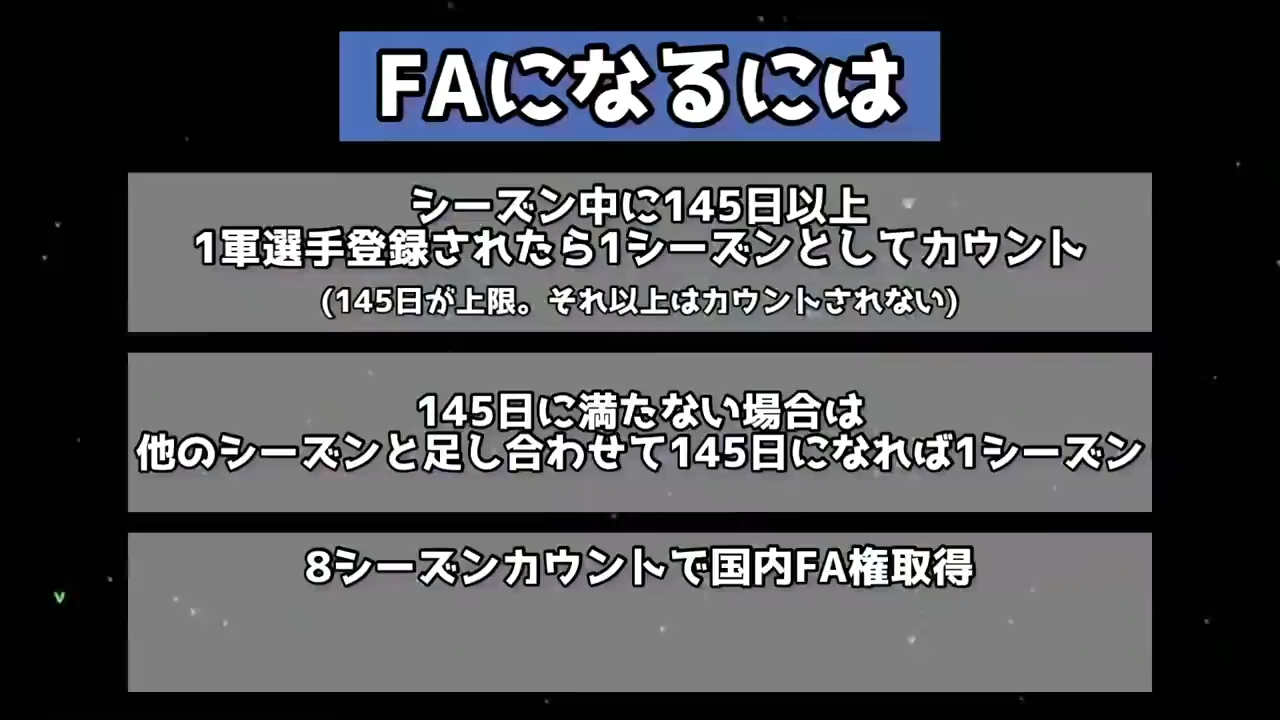 FAになるには
シーズン中に145日以上
1軍選手登録されたら1シーズンとしてカウント
(145日が上限。それ以上はカウントされない)
145日に満たない場合は
他のシーズンと足し合わせて145日になれば1シーズン
8シーズンカウントで国内FA権取得
v